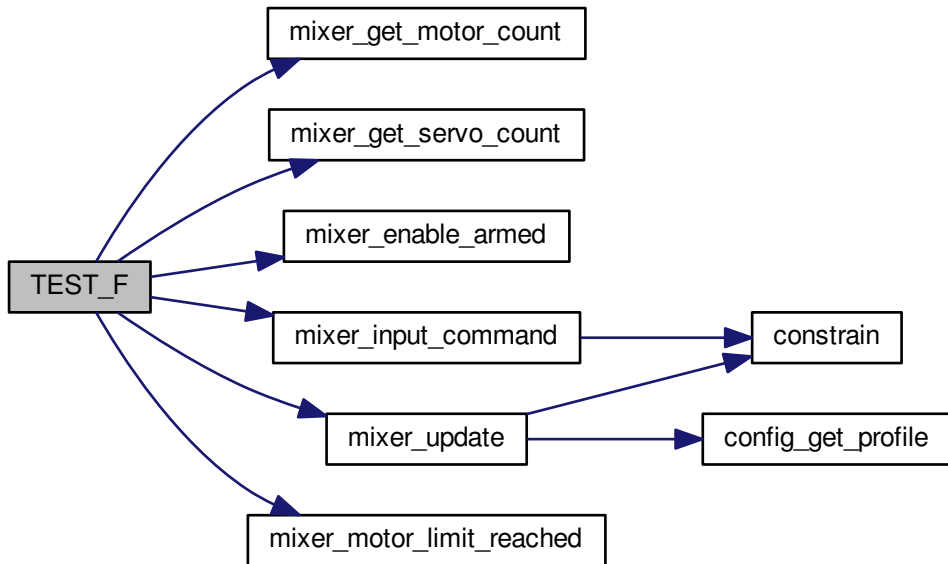 mixer_get_motor_count
mixer_get_servo_count
mixer_enable_armed
TEST_F
mixer_input_command
constrain
mixer_update
config_get_profile
mixer_motor_limit_reached